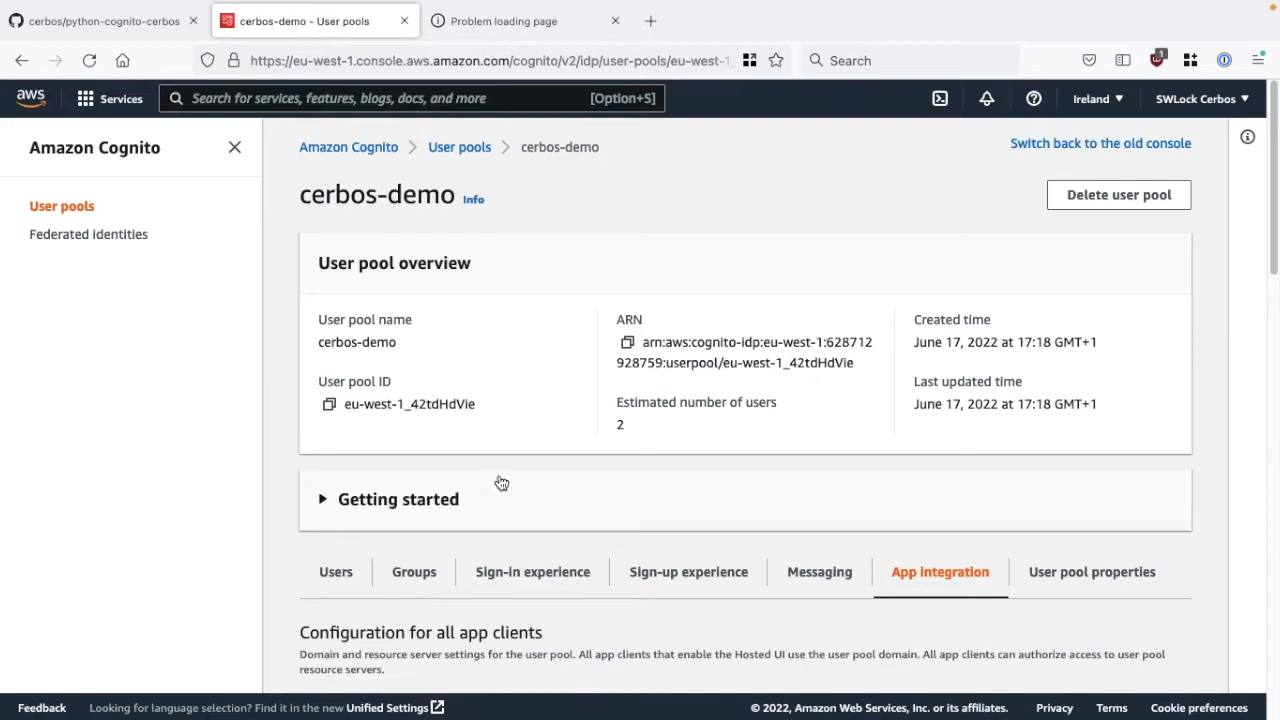 cerbos/python-cognito-cerbos
cerbos-demo - User pools
Problem loading page
https://eu-west-1.console.aws.amazon.com/cognito/v2/idp/user-pools/eu-west-1_
Search
1
aws
Services
Search for services, features, blogs, docs, and more
[Option+S]
Ireland
SWLock Cerbos
Amazon Cognito
User pools
Federated identities
Amazon Cognito
User pools
cerbos-demo
Switch back to the old console
cerbos-demo
Info
Delete user pool
User pool overview
User pool name
cerbos-demo
User pool ID
eu-west-1_42tdHdVie
ARN
arn:aws:cognito-idp:eu-west-1:628712
928759:userpool/eu-west-1_42tdHdVie
Estimated number of users
2
Created time
June 17, 2022 at 17:18 GMT+1
Last updated time
June 17, 2022 at 17:18 GMT+1
Getting started
Users
Groups
Sign-in experience
Sign-up experience
Messaging
App integration
User pool properties
Configuration for all app clients
Domain and resource server settings for the user pool. All app clients that enable the Hosted UI use the user pool domain. All app clients can authorize access to user pool
resource servers.
Feedback
Looking for language selection? Find it in the new Unified Settings
© 2022, Amazon Web Services, Inc. or its affiliates.
Privacy
Terms
Cookie preferences